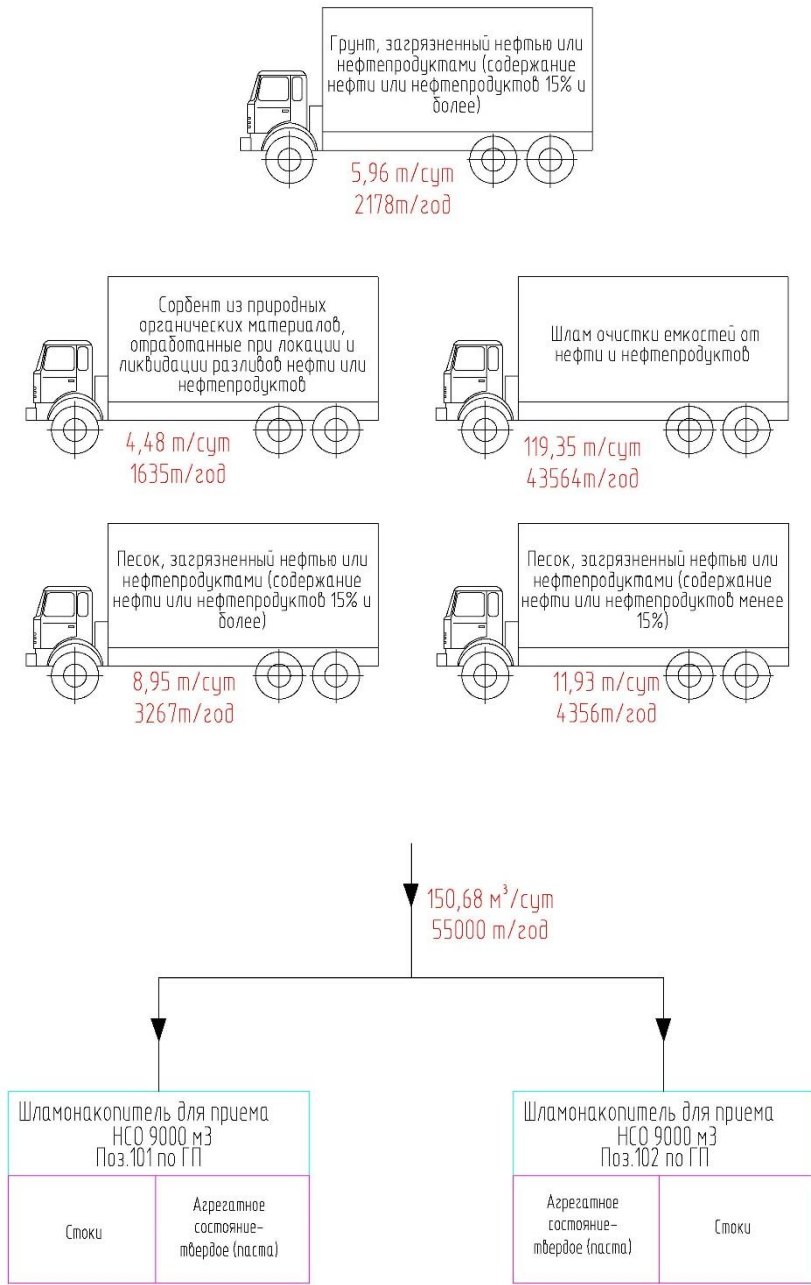 Грунт, загрязненный нефтью или
нефтепродуктами (содержание
нефти или нефтепродуктов 15% и
более)
5,96 т/сут
2178т/год
Сорбент из природных
органических материалов,
отработанные при локации и
ликвидации разливов нефти или
нефтепродуктов
4,48 т/сут
1635т/год
Шлам очистки емкостей от
нефти и нефтепродуктов
119,35 т/сут
43564т/год
Песок, загрязненный нефтью или
нефтепродуктами (содержание
нефти или нефтепродуктов 15% и
более)
8,95 т/сут
3267т/год
Песок, загрязненный нефтью или
нефтепродуктами (содержание
нефти или нефтепродуктов менее
15%)
11,93 т/сут
4356т/год
150,68 м³/сут
55000 т/год
Шламонакопитель для приема
НСО 9000 м3
Поз.101 по ГП
Стоки
Агрегатное
состояние-
твердое (паста)
Шламонакопитель для приема
НСО 9000 м3
Поз.102 по ГП
Агрегатное
состояние-
твердое (паста)
Стоки